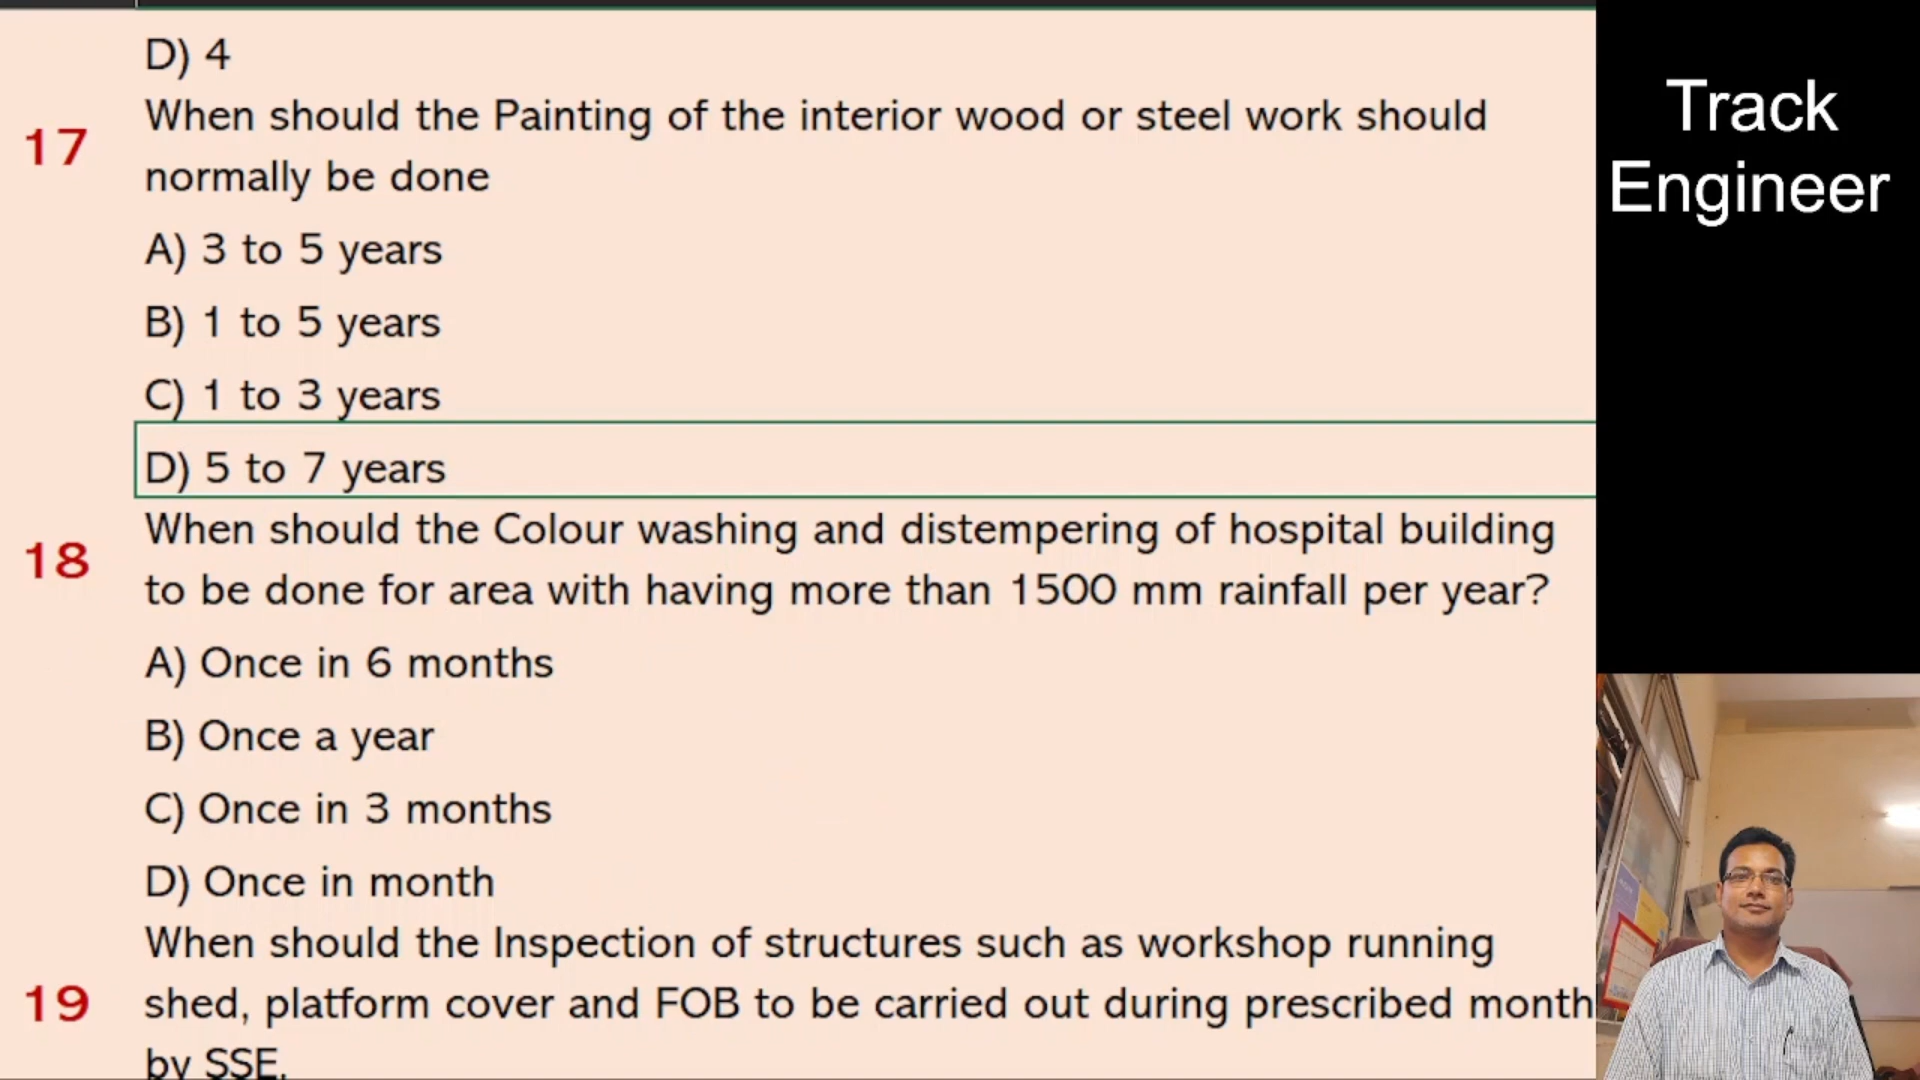 D) 4
17
When should the Painting of the interior wood or steel work should
normally be done
A) 3 to 5 years
B) 1 to 5 years
C) 1 to 3 years
D) 5 to 7 years
18
When should the Colour washing and distempering of hospital building
to be done for area with having more than 1500 mm rainfall per year?
A) Once in 6 months
B) Once a year
C) Once in 3 months
D) Once in month
19
When should the Inspection of structures such as workshop running
shed, platform cover and FOB to be carried out during prescribed month
by SSE.
Track
Engineer